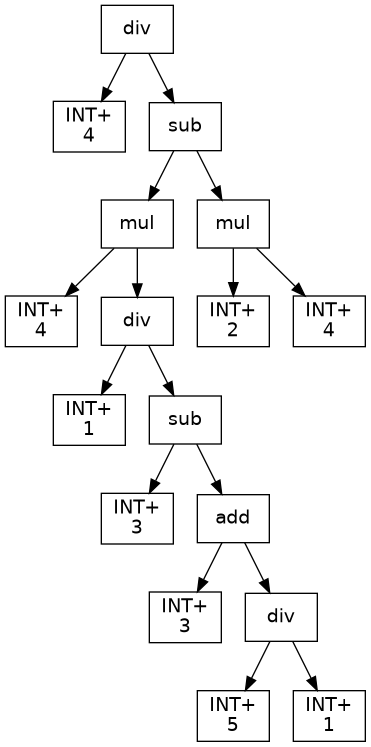 div
INT+
4
sub
mul
mul
INT+
4
div
INT+
2
INT+
4
INT+
1
sub
INT+
3
add
INT+
3
div
INT+
5
INT+
1